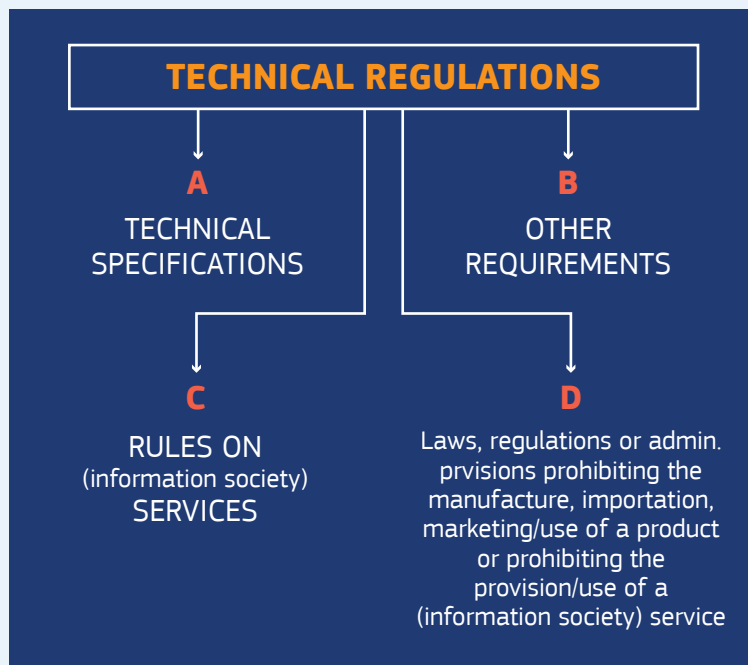 TECHNICAL REGULATIONS
A
TECHNICAL
SPECIFICATIONS
B
OTHER
REQUIREMENTS
C
RULES ON
(information society)
SERVICES
D
Laws, regulations or admin.
prvisions prohibiting the
manufacture, importation,
marketing/use of a product
or prohibiting the
provision/use of a
(information society) service